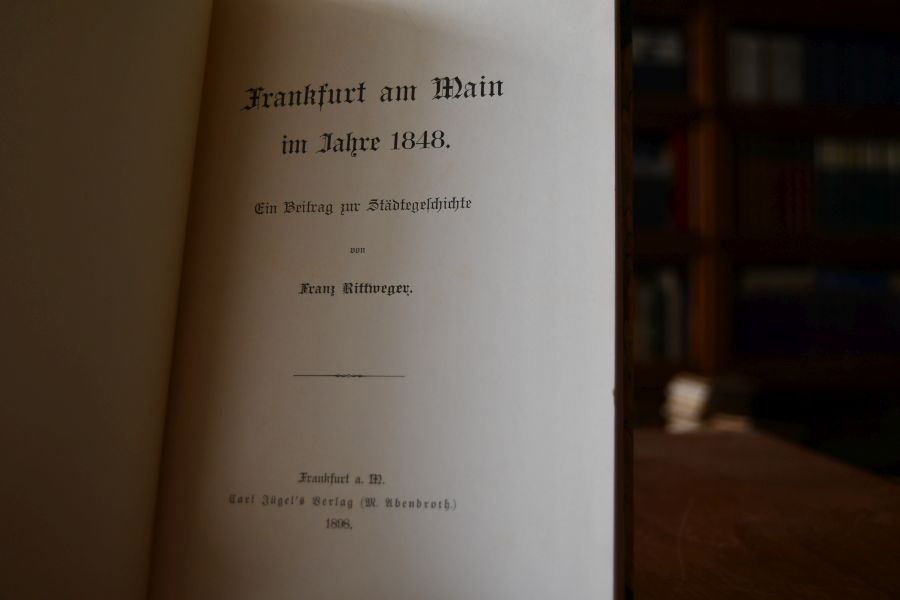 Frankfurt am Main
im Jahre 1848.
Ein Beitrag zur Städtegeschichte
von
Franz Rittweger.
Frankfurt a. M.
Carl Jügel's Verlag (M. Abendroth.)
1898.